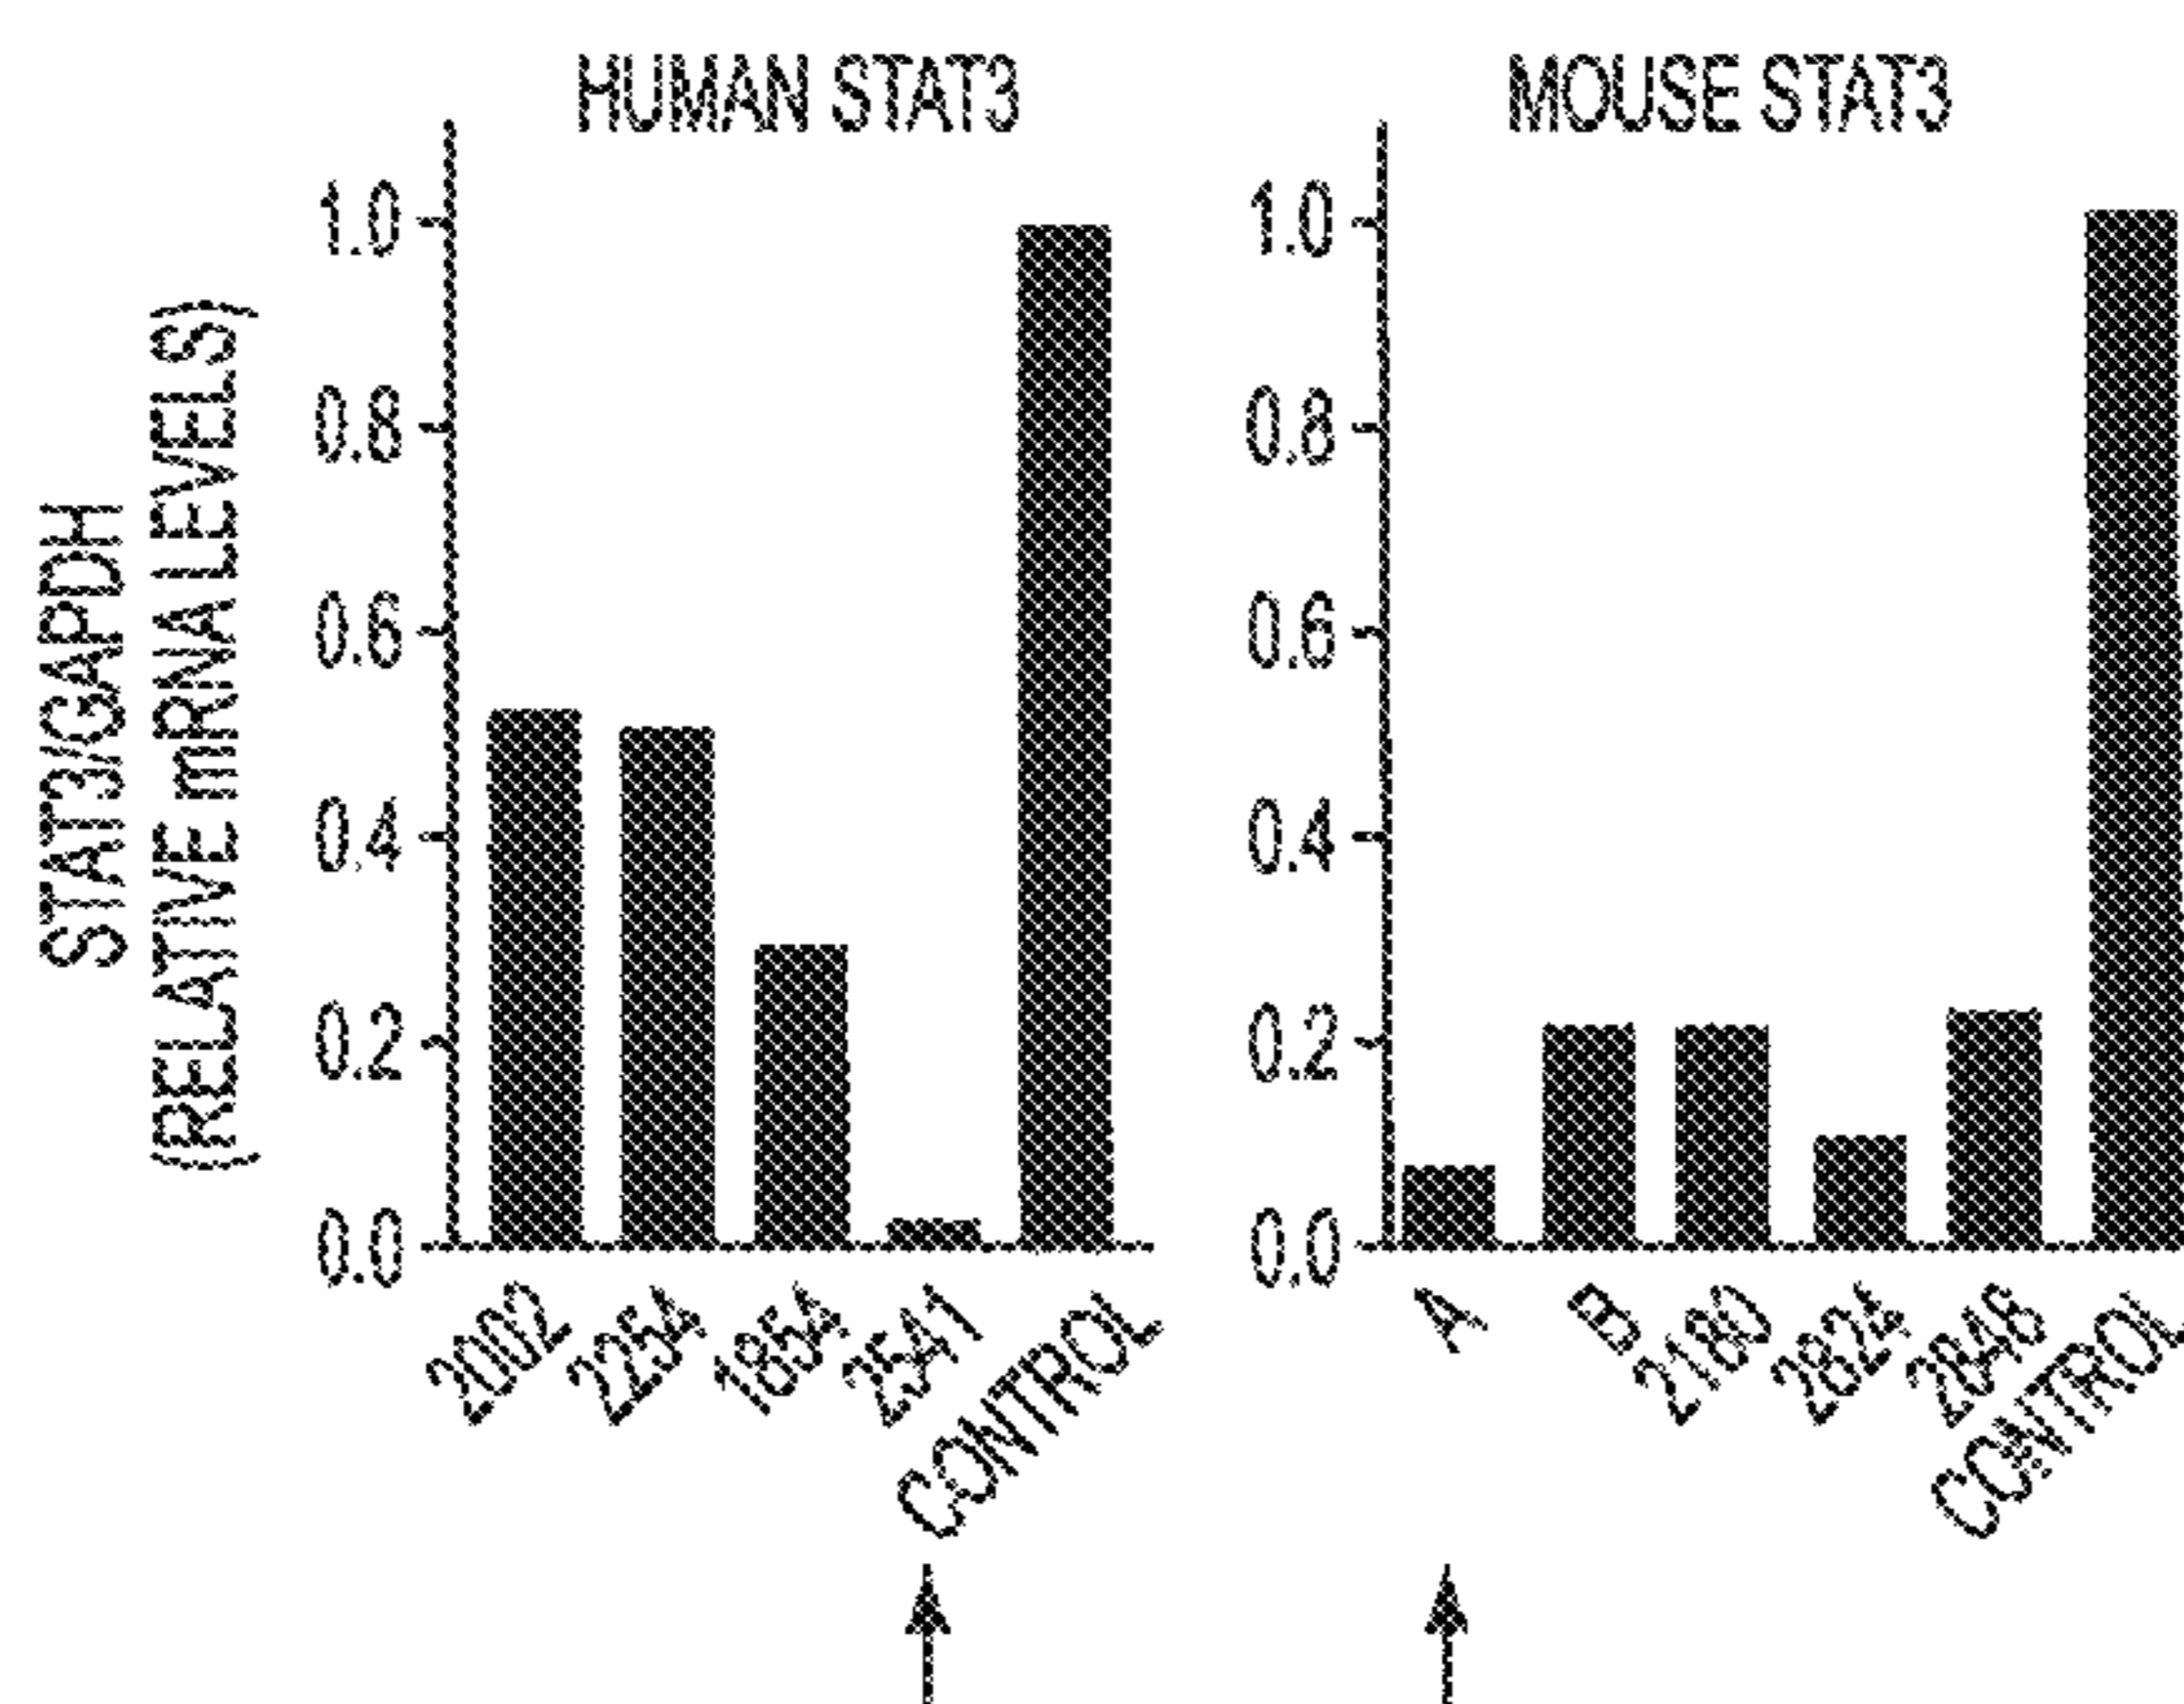 HUMAN STAT3
MOUSE STAT3
STAT3/GAPDH
(RELATIVE mRNA LEVELS)
1.0
0.8
0.6
0.4
0.2
0.0
2002
2254
1854
2541
CONTROL
1.0
0.8
0.6
0.4
0.2
0.0
A
B
2180
2824
2846
CONTROL